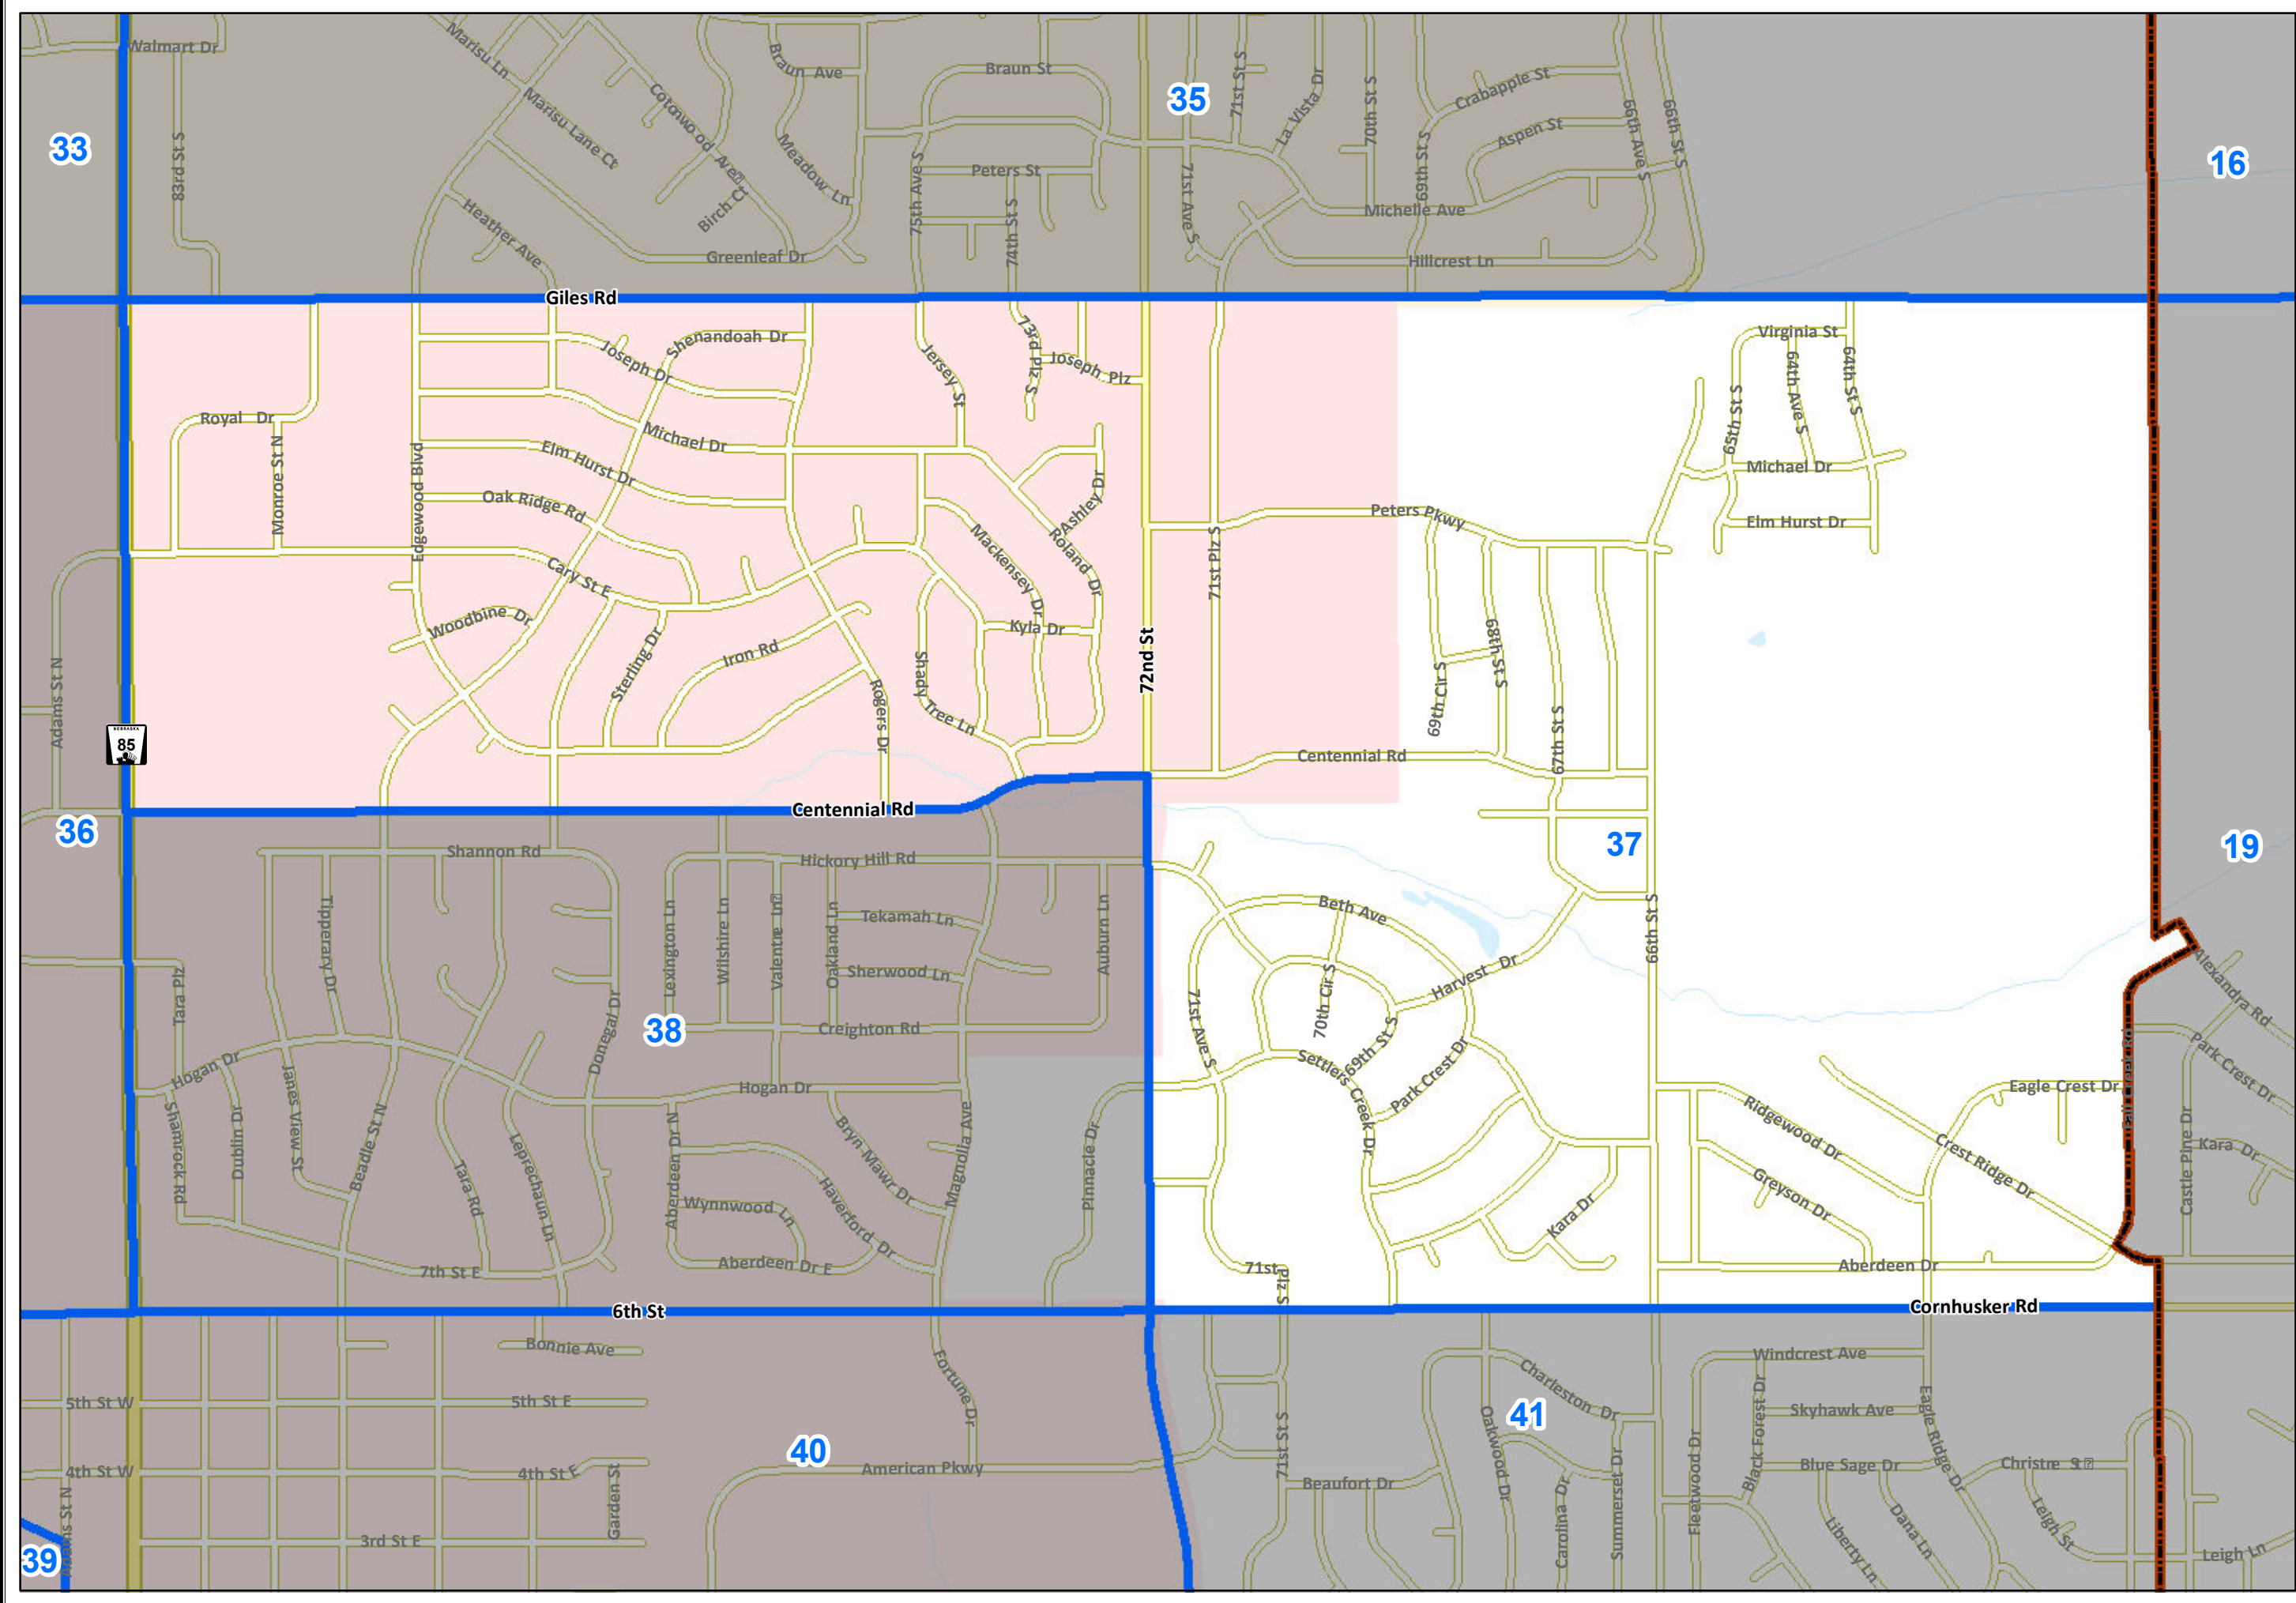 Walmart Dr
Marisu Ln
Braun Ave
Braun St
35
71st St S
La Vista Dr
70th St S
Crabapple St
66th Ave S
66th St S
33
83rd St S
Marisu Lane Ct
Meadow Ln
Aspen St
16
75th Ave S
Peters St
71st Ave S
69th St S
Birch Ct
Heather Ave
74th St S
Michelle Ave
Greenleaf Dr
Hillcrest Ln
Giles Rd
Shenandoah Dr
Joseph Dr
Jersey St
73rd Plz S
Joseph Plz
Virginia St
64th Ave S
64th St S
65th St S
Royal Dr
Monroe St N
Edgewood Blvd
Michael Dr
Elm Hurst Dr
Oak Ridge Rd
Ashley Dr
Michael Dr
Peters Pkwy
Elm Hurst Dr
Cary St E
Mackensey Dr
Roland Dr
71st Plz S
Woodbine Dr
Sterling Dr
Iron Rd
Kyla Dr
Shady Tree Ln
72nd St
68th St S
69th Cir S
67th St S
Adams St N
Rogers Dr
NEBRASKA
85
Centennial Rd
Centennial Rd
36
37
19
Shannon Rd
Hickory Hill Rd
Tipperary Dr
Lexington Ln
Wilshire Ln
Oakland Ln
Tekamah Ln
Auburn Ln
Beth Ave
66th St S
Sherwood Ln
Harvest Dr
Tara Plz
Donegal Dr
70th Cir S
71st Ave S
Alexandra Rd
38
Creighton Rd
69th St S
Settlers Creek Dr
Park Crest Dr
Park Crest Dr
Hogan Dr
Janes View St
Hogan Dr
Eagle Crest Dr
Shamrock Rd
Dublin Dr
Beadle St N
Tara Rd
Leprechaun Ln
Aberdeen Dr N
Bryn Mawr Dr
Magnolia Ave
Pinnacle Dr
Ridgewood Dr
Crest Ridge Dr
Castle Pine Dr
Kara Dr
Wynnwood Ln
Haverford Dr
Kara Dr
Greyson Dr
7th St E
Aberdeen Dr E
71st Plz S
Aberdeen Dr
6th St
Cornhusker Rd
Bonnie Ave
Fortune Dr
Charleston Dr
Windcrest Ave
5th St W
5th St E
Oakwood Dr
41
Black Forest Dr
Skyhawk Ave
Eagle Ridge Dr
40
71st St S
Fleetwood Dr
4th St W
4th St E
American Pkwy
Beaufort Dr
Blue Sage Dr
Garden St
Carolina Dr
Summerset Dr
Liberty Ln
Dana Ln
Leigh St
39
3rd St E
Leigh Ln